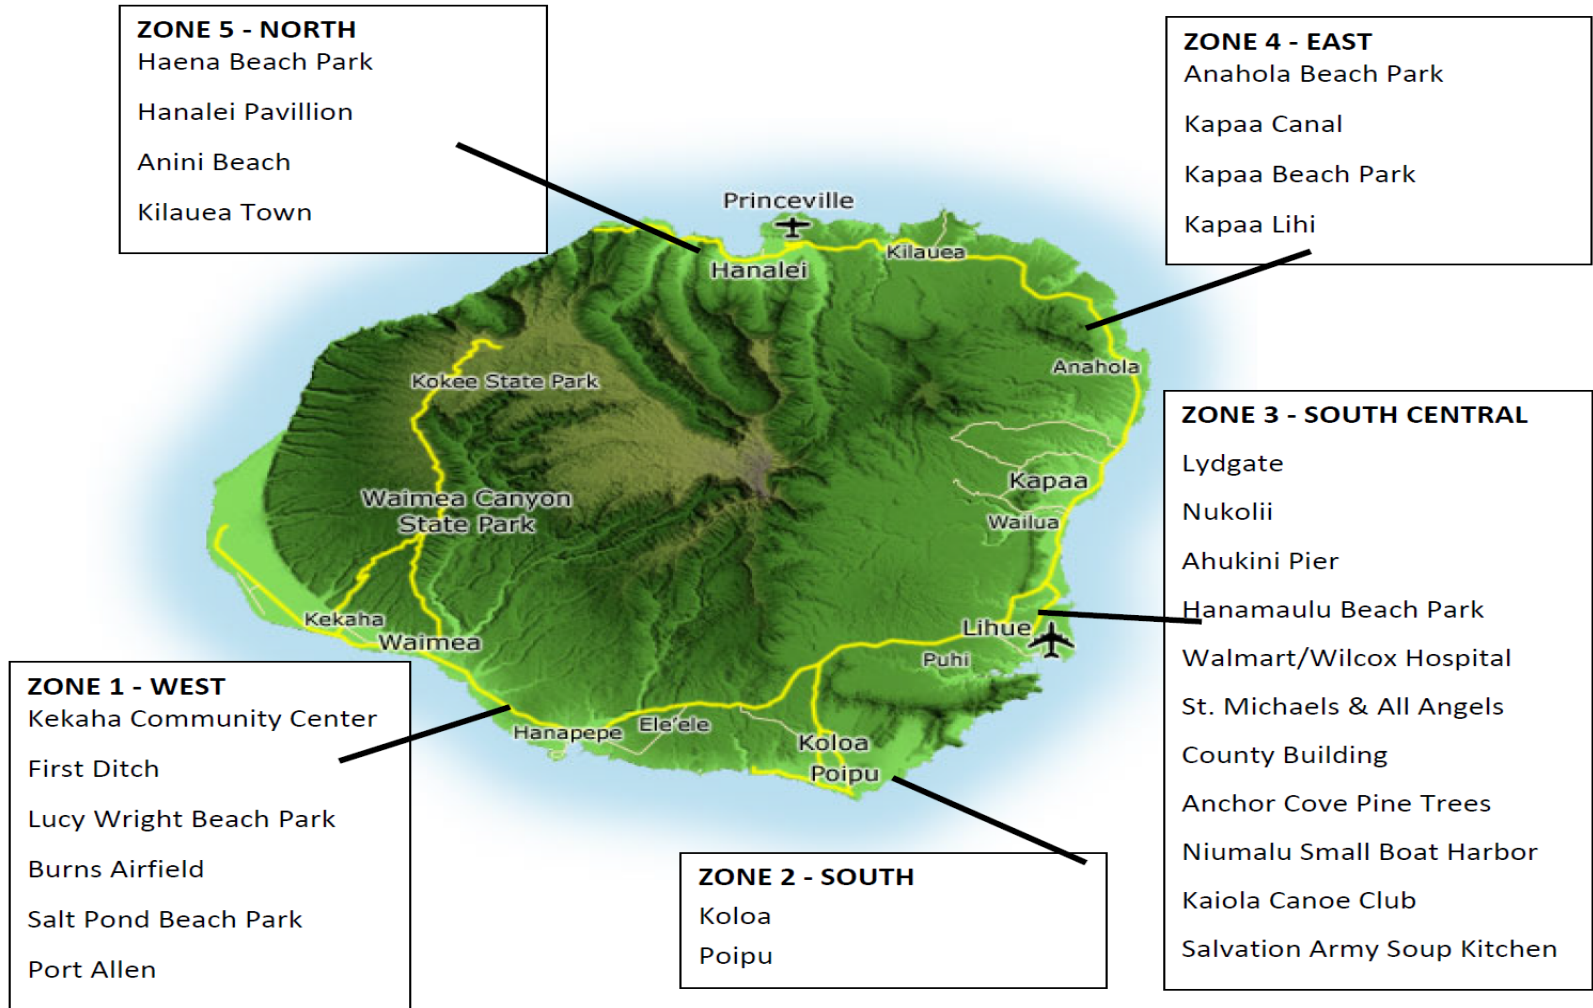 ZONE 5 - NORTH
Haena Beach Park
Hanalei Pavillion
Anini Beach
Kilauea Town
ZONE 4 - EAST
Anahola Beach Park
Kapaa Canal
Kapaa Beach Park
Kapaa Lihi
Princeville
Hanalei
Kilauea
Anahola
Kokee State Park
Waimea Canyon
State Park
Kapaa
Wailua
Kekaha
Waimea
Lihue
Puhi
Hanapepe
Ele'ele
Koloa
Poipu
ZONE 3 - SOUTH CENTRAL
Lydgate
Nukolii
Ahukini Pier
Hanamaulu Beach Park
Walmart/Wilcox Hospital
St. Michaels & All Angels
County Building
Anchor Cove Pine Trees
Niumalu Small Boat Harbor
Kaiola Canoe Club
Salvation Army Soup Kitchen
ZONE 1 - WEST
Kekaha Community Center
First Ditch
Lucy Wright Beach Park
Burns Airfield
Salt Pond Beach Park
Port Allen
ZONE 2 - SOUTH
Koloa
Poipu